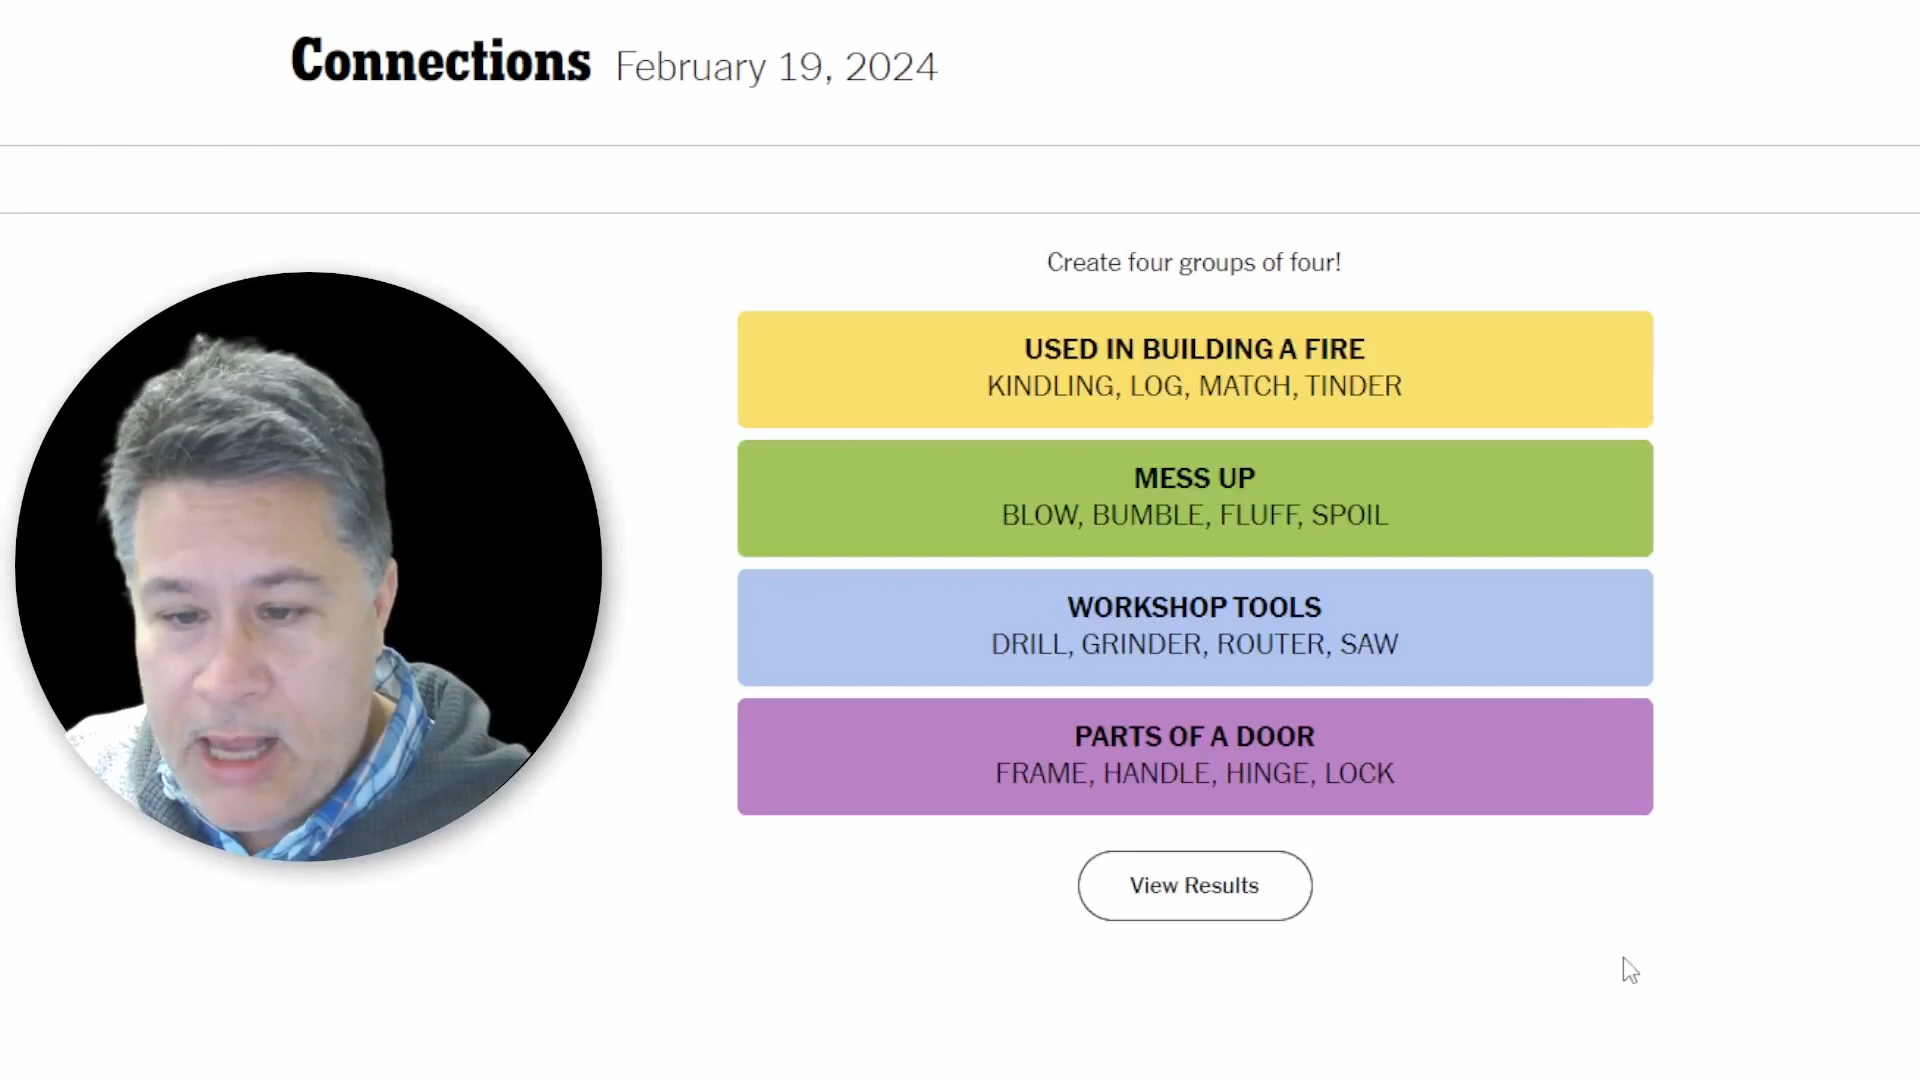 Connections February 19, 2024
Create four groups of four!
USED IN BUILDING A FIRE
KINDLING, LOG, MATCH, TINDER
MESS UP
BLOW, BUMBLE, FLUFF, SPOIL
WORKSHOP TOOLS
DRILL, GRINDER, ROUTER, SAW
PARTS OF A DOOR
FRAME, HANDLE, HINGE, LOCK
View Results